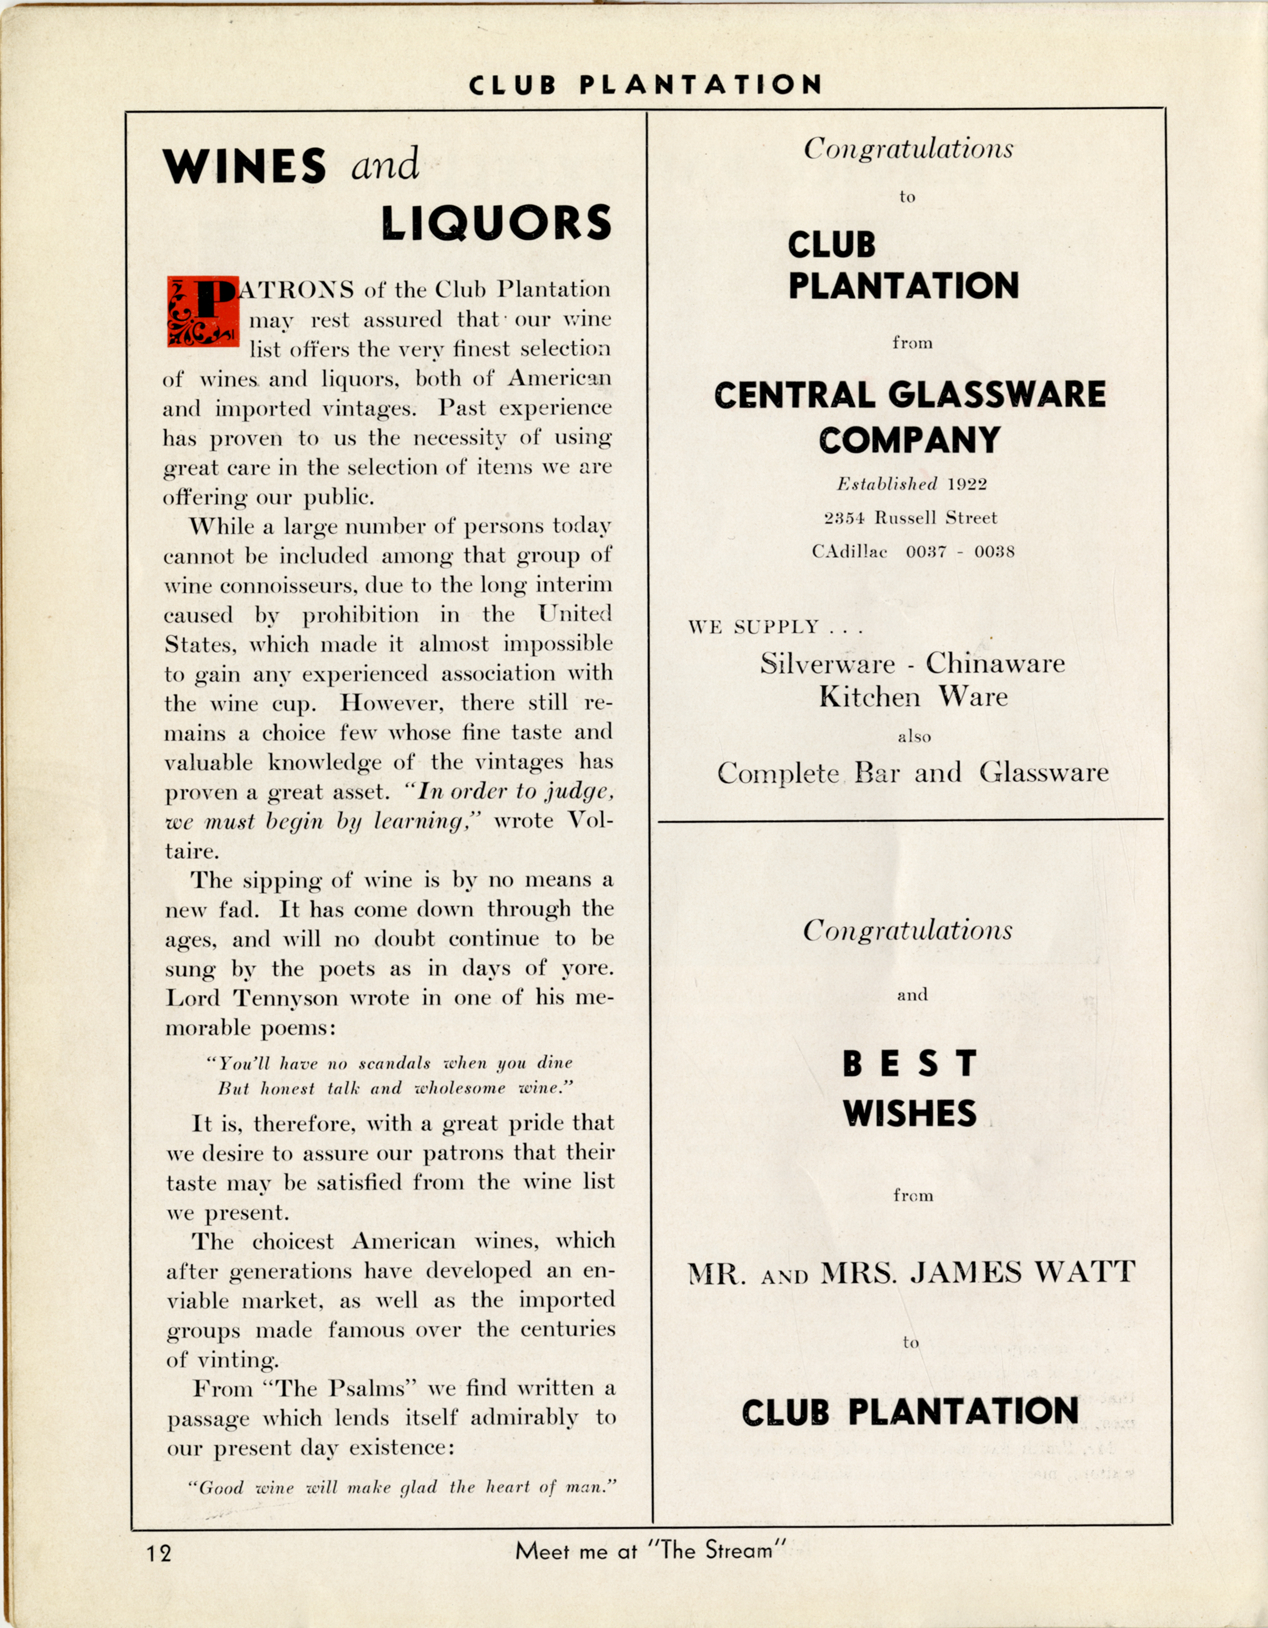 CLUB PLANTATION
WINES and
LIQUORS
PATRONS of the Club Plantation
may rest assured that our wine
list offers the very finest selection
of wines and liquors, both of American
and imported vintages. Past experience
has proven to us the necessity of using
great care in the selection of items we are
offering our public.
While a large number of persons today
cannot be included among that group of
wine connoisseurs, due to the long interim
caused by prohibition in the United
States, which made it almost impossible
to gain any experienced association with
the wine cup. However, there still re-
mains a choice few whose fine taste and
valuable knowledge of the vintages has
proven a great asset. "In order to judge,
we must begin by learning," wrote Vol-
taire.
The sipping of wine is by no means a
new fad. It has come down through the
ages, and will no doubt continue to be
sung by the poets as in days of yore.
Lord Tennyson wrote in one of his me-
morable poems:
"You'll have no scandals when you dine
But honest talk and wholesome wine."
It is, therefore, with a great pride that
we desire to assure our patrons that their
taste may be satisfied from the wine list
we present.
The choicest American wines, which
after generations have developed an en-
viable market, as well as the imported
groups made famous over the centuries
of vinting.
From "The Psalms" we find written a
passage which lends itself admirably to
our present day existence:
"Good wine will make glad the heart of man."
Congratulations
to
CLUB
PLANTATION
from
CENTRAL GLASSWARE
COMPANY
Established 1922
2354 Russell Street
CAdillac 0037 - 0038
WE SUPPLY . . .
Silverware - Chinaware
Kitchen Ware
also
Complete Bar and Glassware
Congratulations
and
BEST
WISHES
from
MR. AND MRS. JAMES WATT
to
CLUB PLANTATION
12
Meet me at "The Stream"